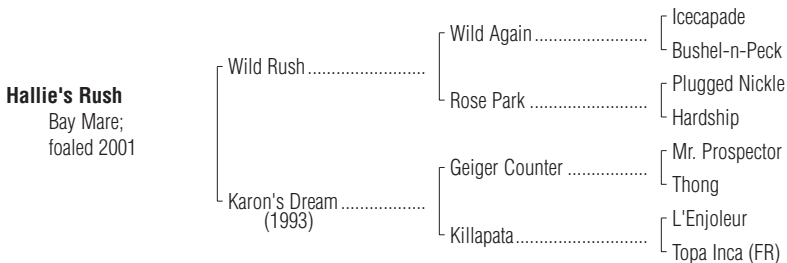 Hallie's Rush
Bay Mare;
foaled 2001
Wild Rush
Karon's Dream
(1993)
Wild Again
Rose Park
Geiger Counter
Killapata
Icecapade
Bushel-n-Peck
Plugged Nickle
Hardship
Mr. Prospector
Thong
L'Enjoleur
Topa Inca (FR)